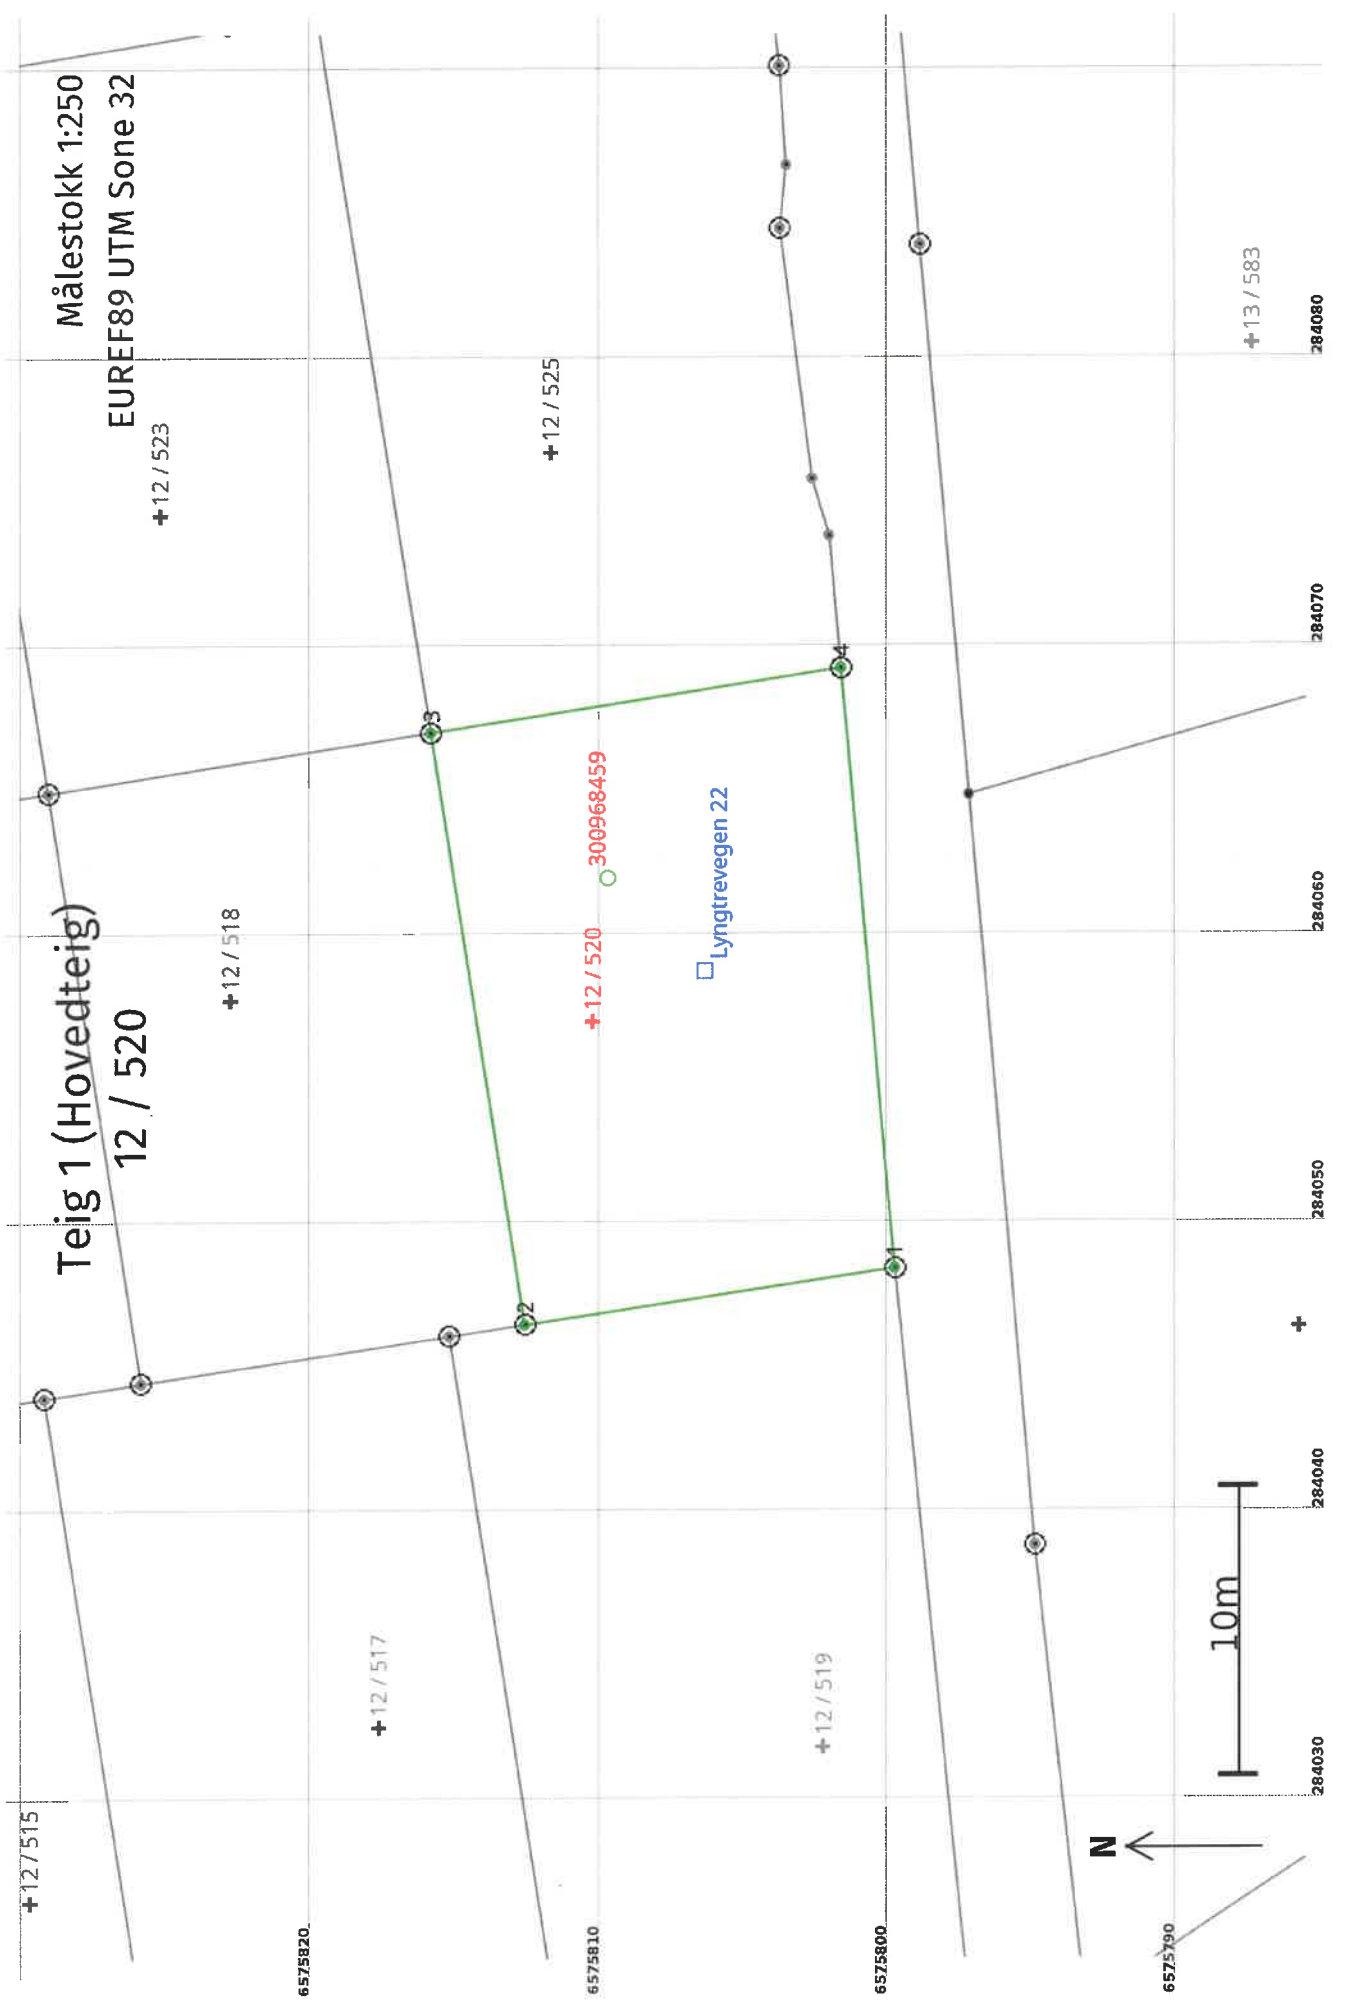 Teig 1 (Hovedteig)
12 / 520
Målestokk 1:250
EUREF89 UTM Sone 32
12 / 515
12 / 518
12 / 523
12 / 517
12 / 525
12 / 520
300968459
Lyngtrevegen 22
12 / 519
13 / 583
1
2
3
4
N
10m
6575820
6575810
6575800
6575790
284030
284040
284050
284060
284070
284080